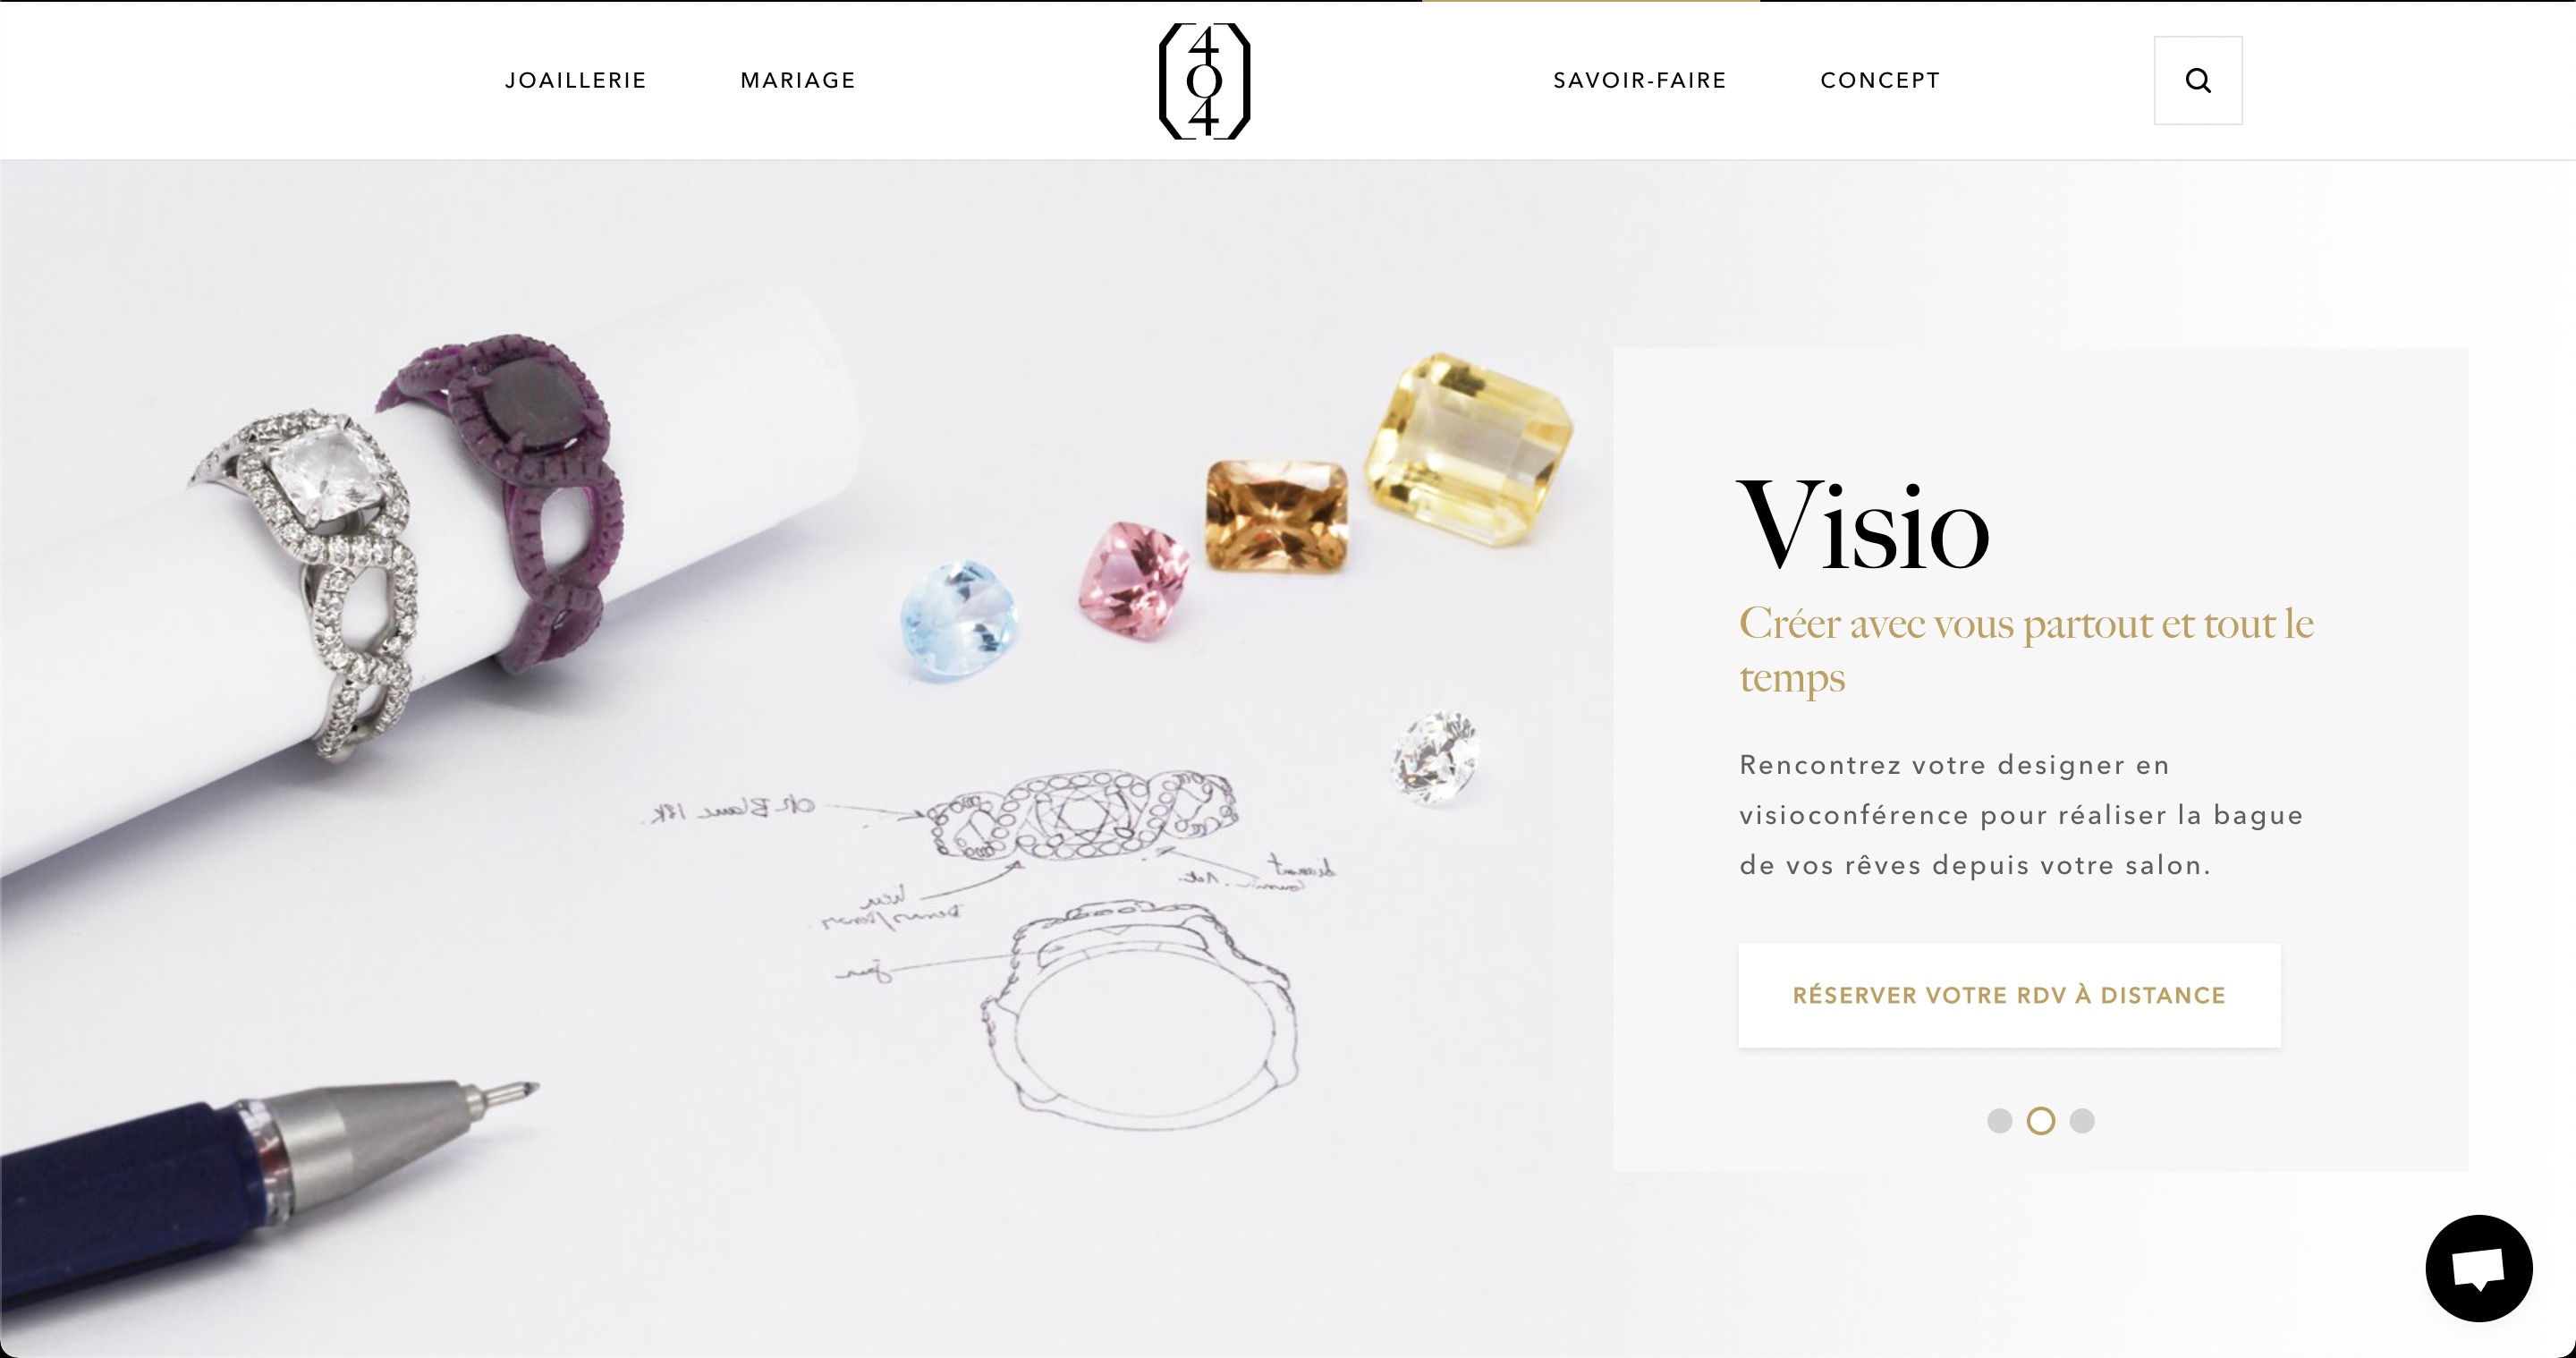 JOAILLERIE
MARIAGE
404
SAVOIR-FAIRE
CONCEPT
Visio
Créer avec vous partout et tout le
temps
Rencontrez votre designer en
visioconférence pour réaliser la bague
de vos rêves depuis votre salon.
RÉSERVER VOTRE RDV À DISTANCE
Or Blanc 18k.
diamant